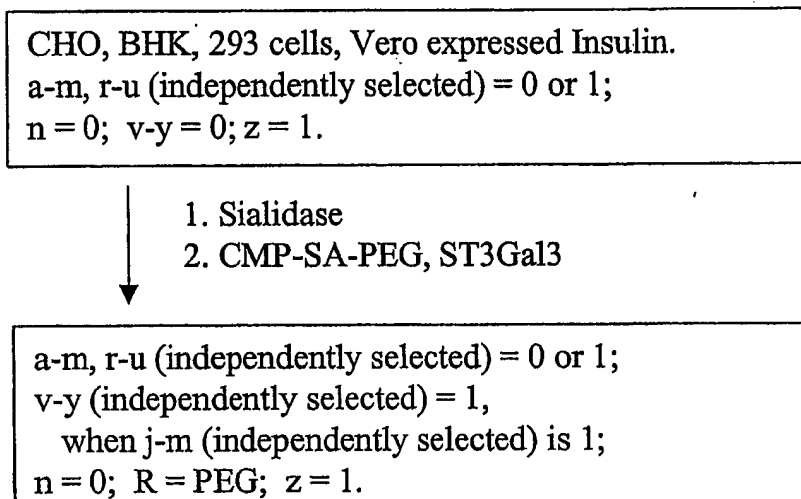 CHO, BHK, 293 cells, Vero expressed Insulin.
a-m, r-u (independently selected) = 0 or 1;
n = 0; v-y = 0; z = 1.
1. Sialidase
2. CMP-SA-PEG, ST3Gal3
a-m, r-u (independently selected) = 0 or 1;
v-y (independently selected) = 1,
when j-m (independently selected) is 1;
n = 0; R = PEG; z = 1.